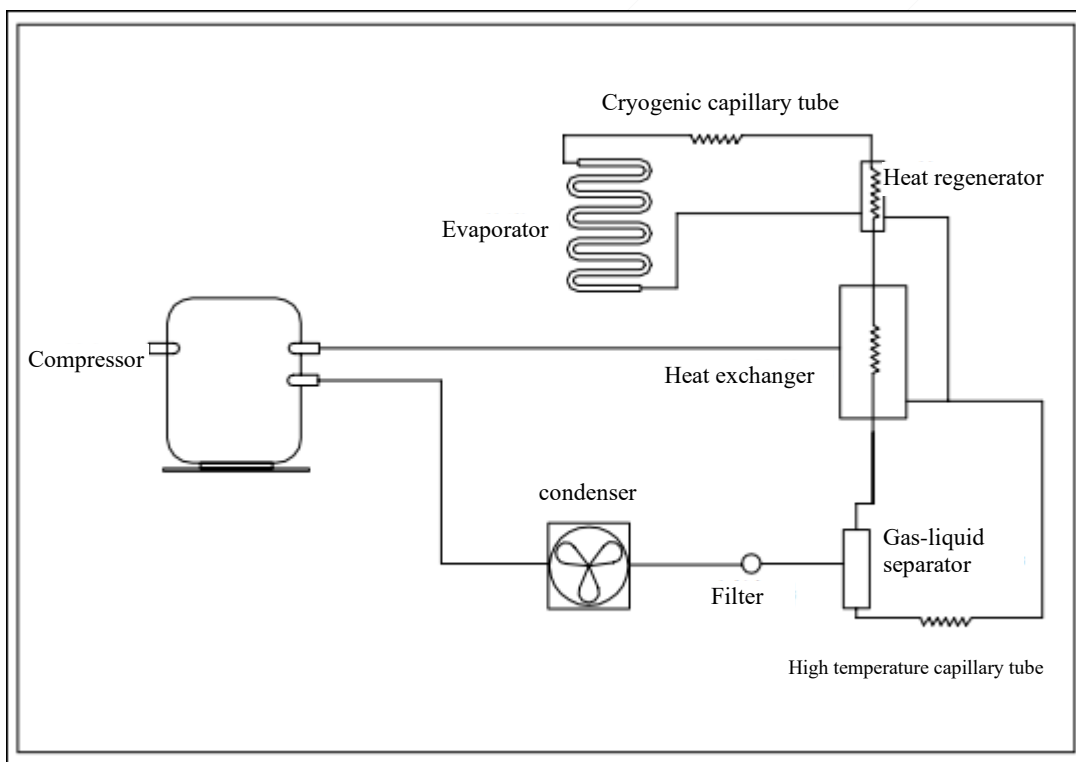 Cryogenic capillary tube
Heat regenerator
Evaporator
Compressor
Heat exchanger
condenser
Gas-liquid
separator
Filter
High temperature capillary tube